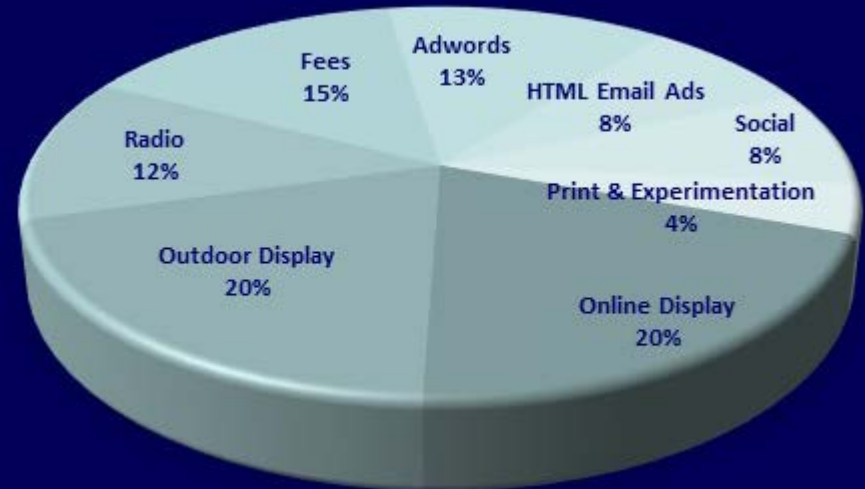 Adwords
13%
Fees
15%
HTML Email Ads
8%
Social
8%
Radio
12%
Print & Experimentation
4%
Outdoor Display
20%
Online Display
20%